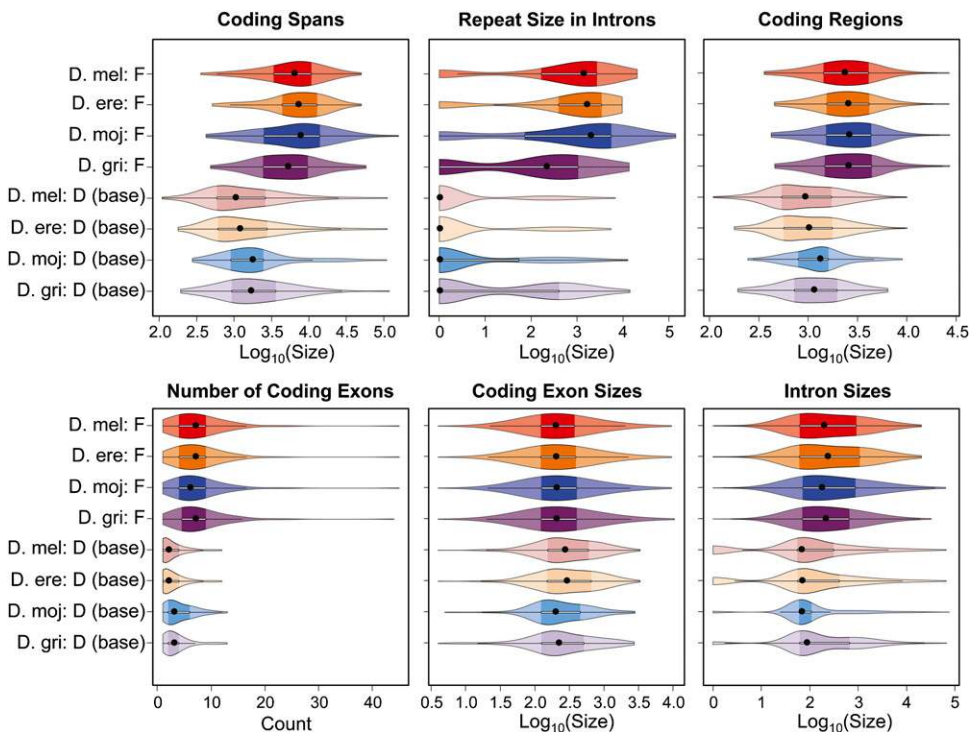 Coding Spans
Repeat Size in Introns
Coding Regions
D. mel: F
D. ere: F
D. moj: F
D. gri: F
D. mel: D (base)
D. ere: D (base)
D. moj: D (base)
D. gri: D (base)
2.0 2.5 3.0 3.5 4.0 4.5 5.0
Log10(Size)
0 1 2 3 4 5
Log10(Size)
2.0 2.5 3.0 3.5 4.0 4.5
Log10(Size)
Number of Coding Exons
Coding Exon Sizes
Intron Sizes
D. mel: F
D. ere: F
D. moj: F
D. gri: F
D. mel: D (base)
D. ere: D (base)
D. moj: D (base)
D. gri: D (base)
0 10 20 30 40
Count
0.5 1.0 1.5 2.0 2.5 3.0 3.5 4.0
Log10(Size)
0 1 2 3 4 5
Log10(Size)